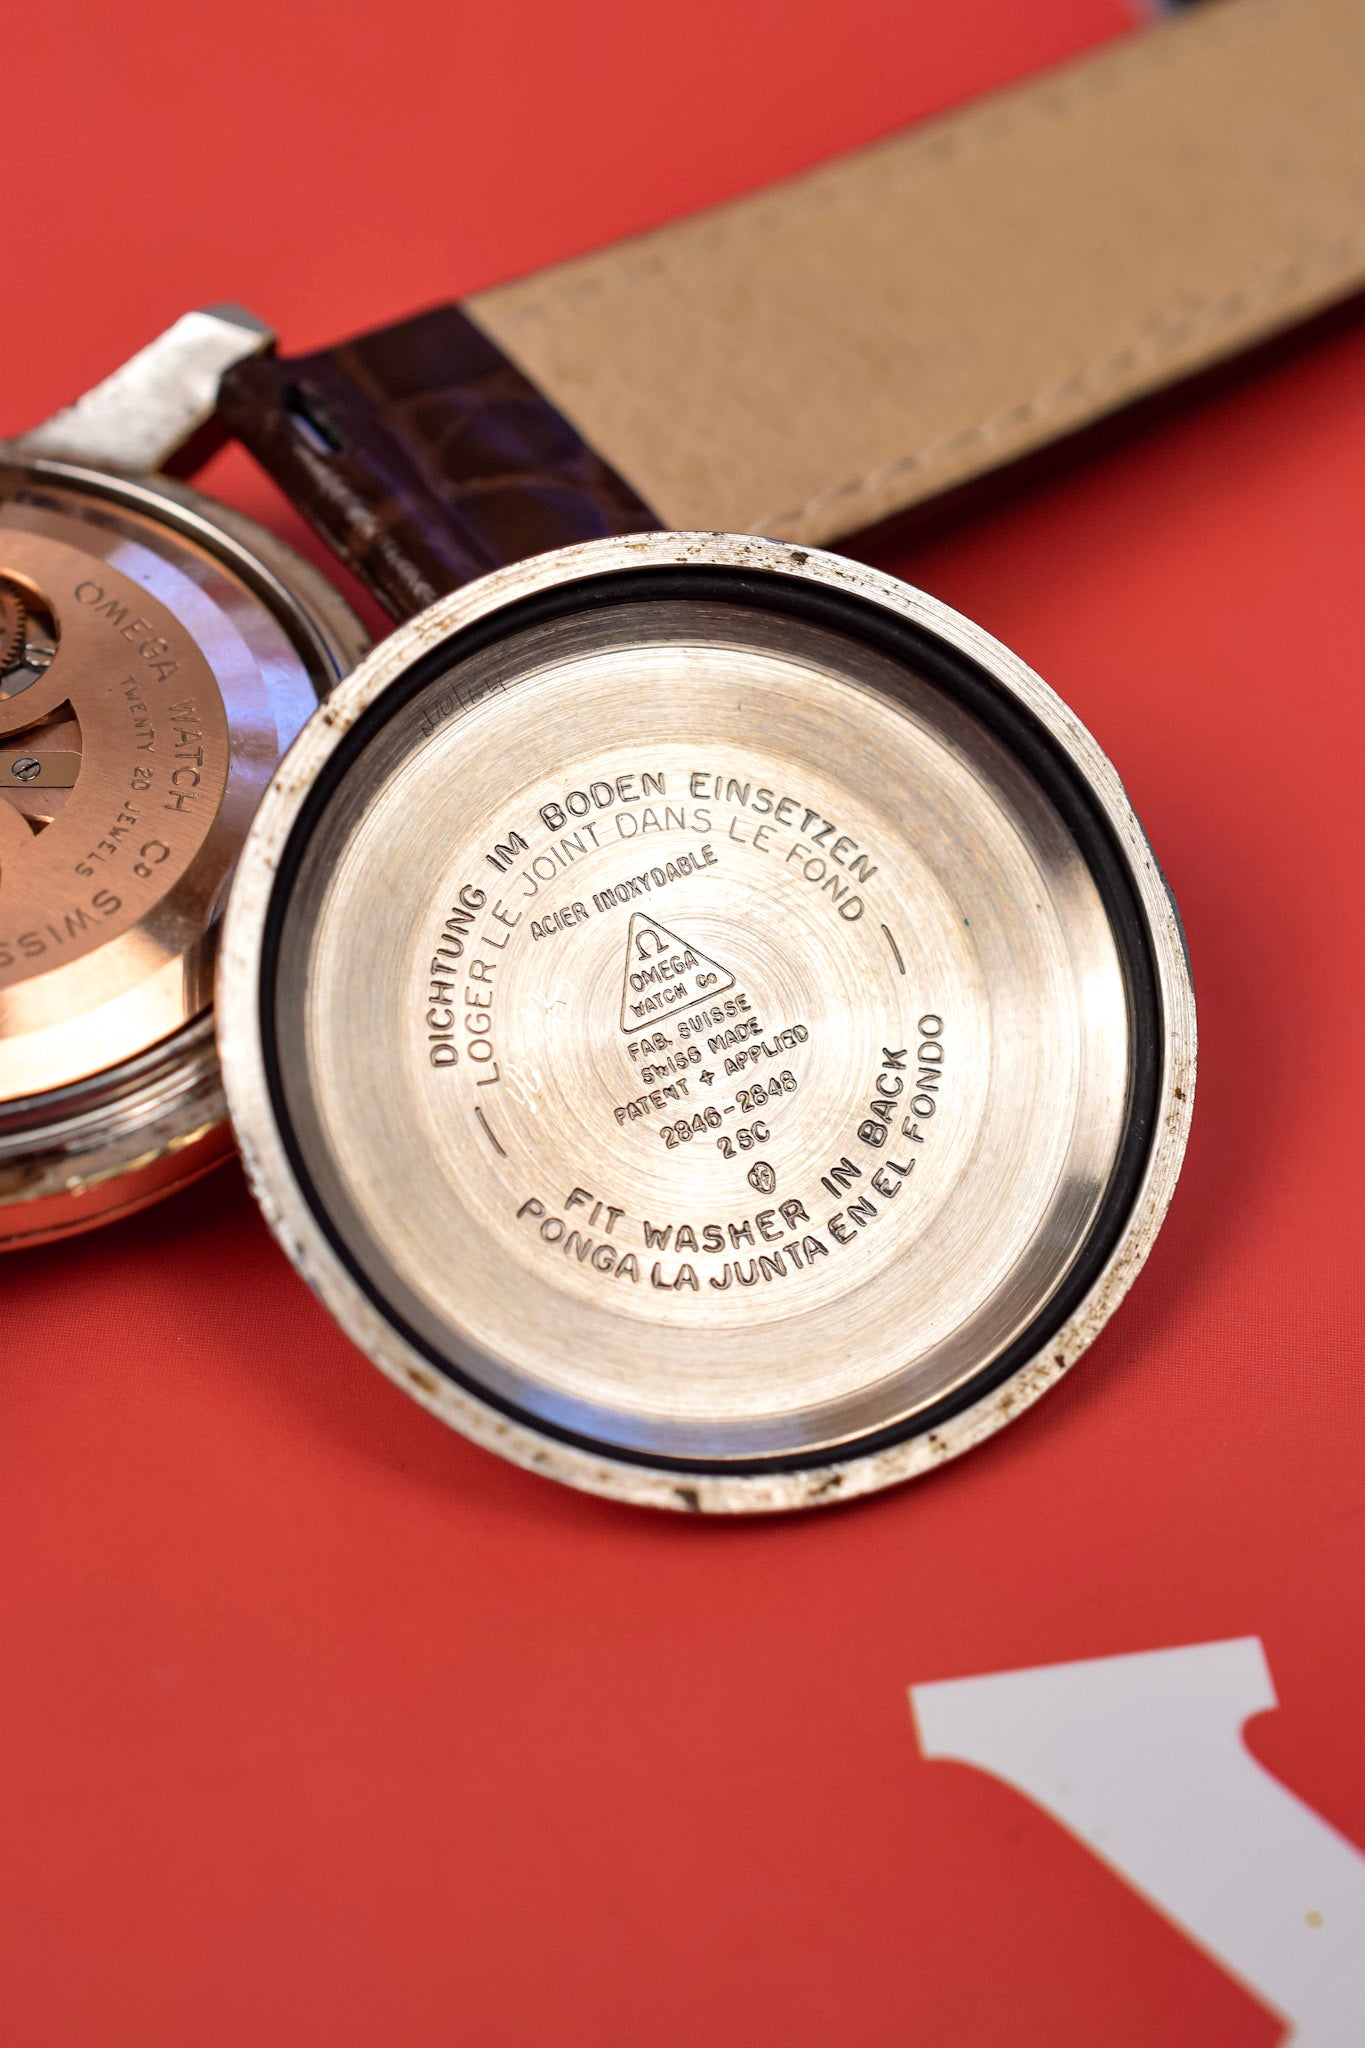 OMEGA WATCH Co SWISS
TWENTY 20 JEWELS
DICHTUNG IM BODEN EINSETZEN
LOGER LE JOINT DANS LE FOND
ACIER INOXYDABLE
Ω
OMEGA
WATCH Co
FAB. SUISSE
SWISS MADE
PATENT + APPLIED
2846-2848
2SC
FIT WASHER IN BACK
PONGA LA JUNTA EN EL FONDO